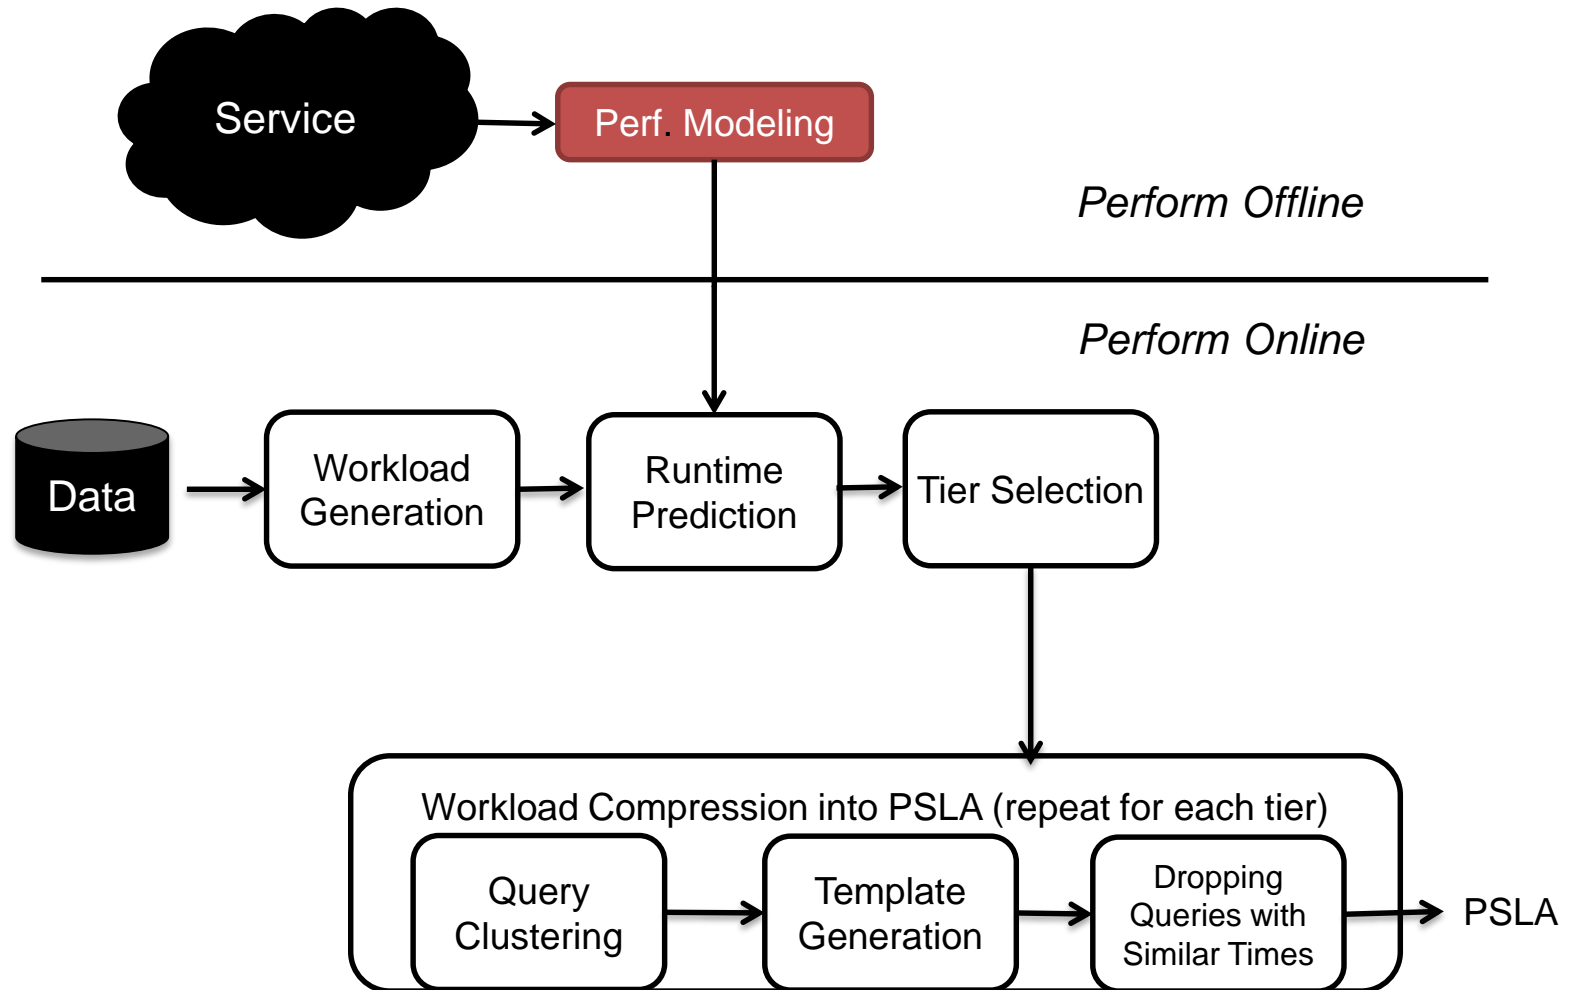 Service
Perf. Modeling
Perform Offline
Perform Online
Data
Workload
Generation
Runtime
Prediction
Tier Selection
Workload Compression into PSLA (repeat for each tier)
Query
Clustering
Template
Generation
Dropping
Queries with
Similar Times
PSLA